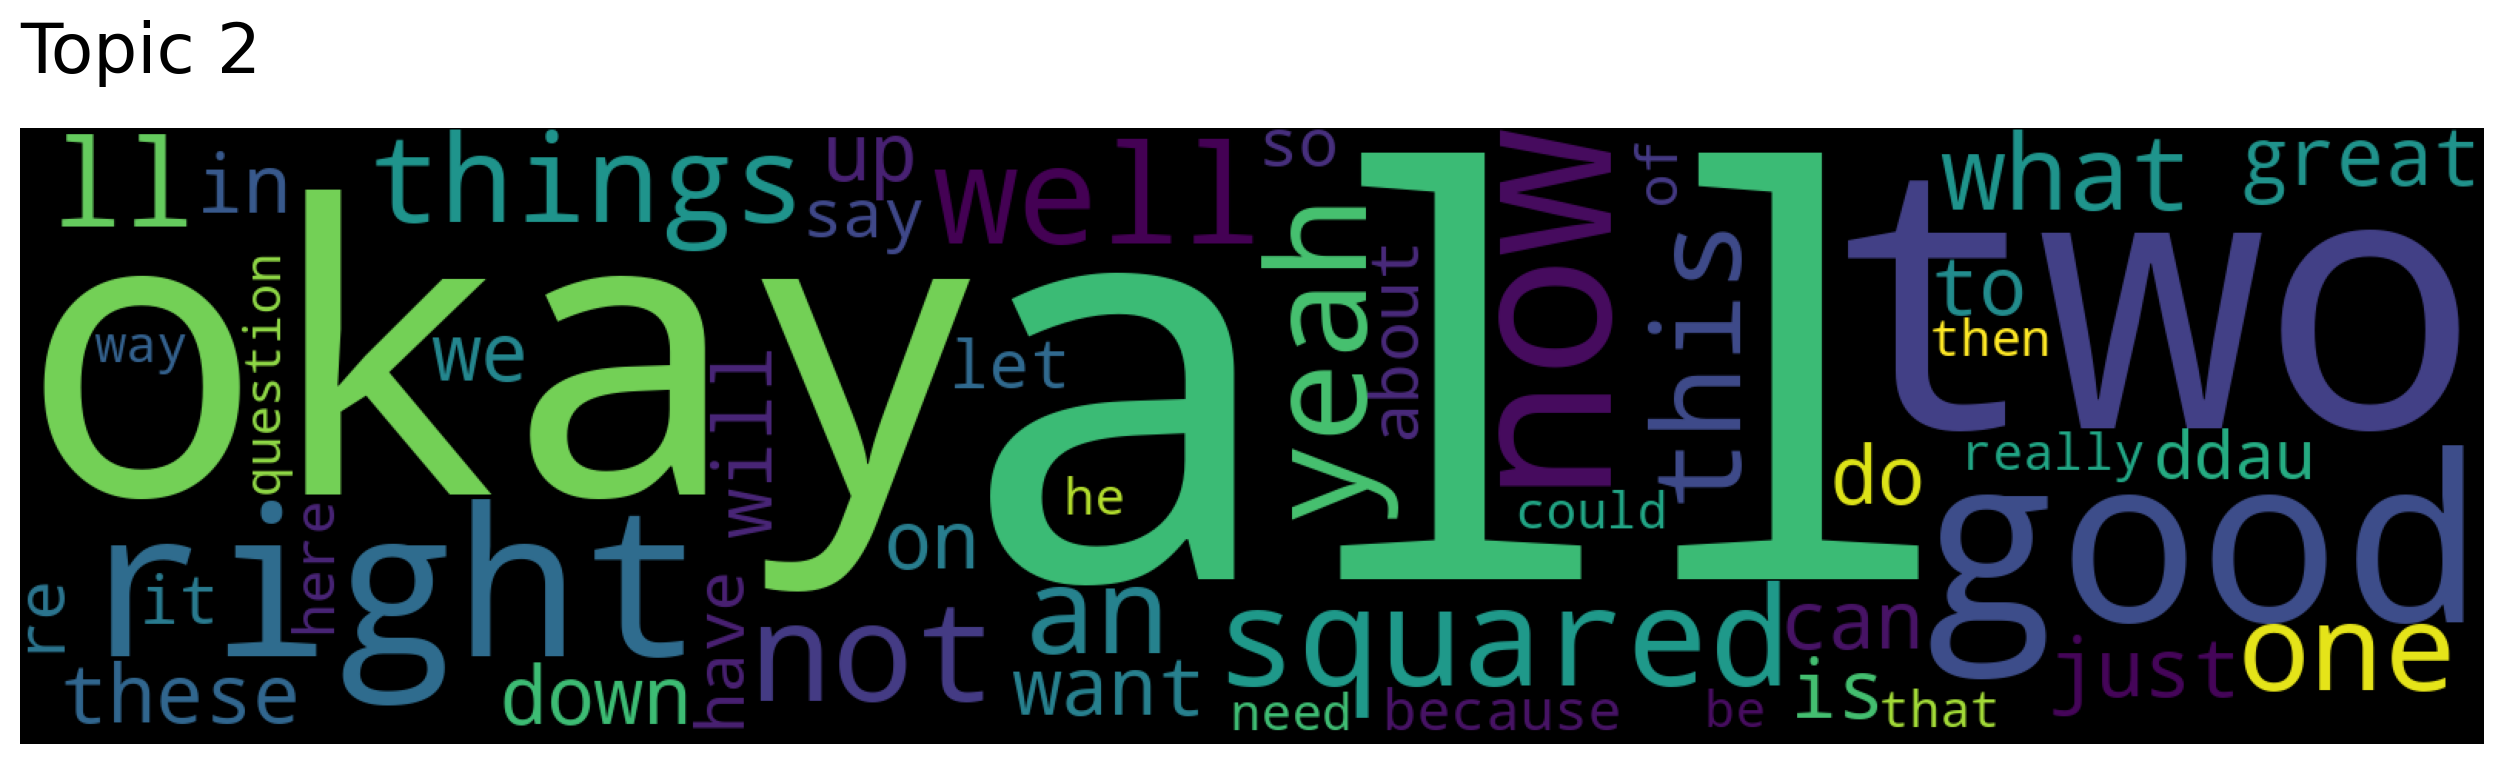 Topic 2
ll
in
things
up
say
well
so
of
what
great
okay
all
two
question
way
we
will
let
he
yeah
about
now
this
to
then
could
do
really
ddau
good
right
re
it
here
on
an
have
not
want
squared
can
just
one
these
down
need
because
be
is
that